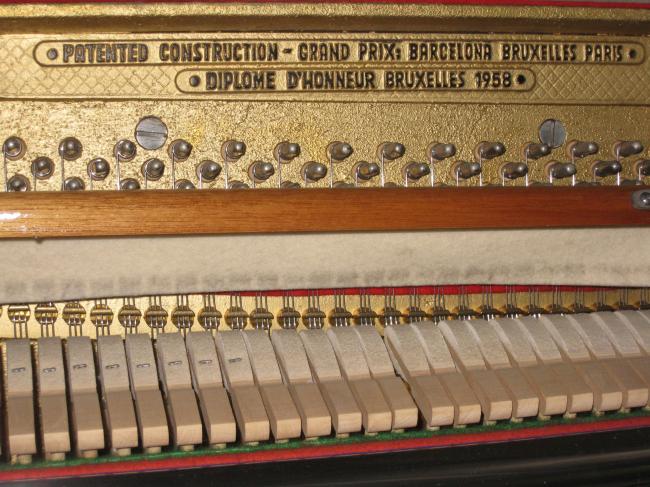 PATENTED CONSTRUCTION - GRAND PRIX: BARCELONA BRUXELLES PARIS
DIPLOME D'HONNEUR BRUXELLES 1958